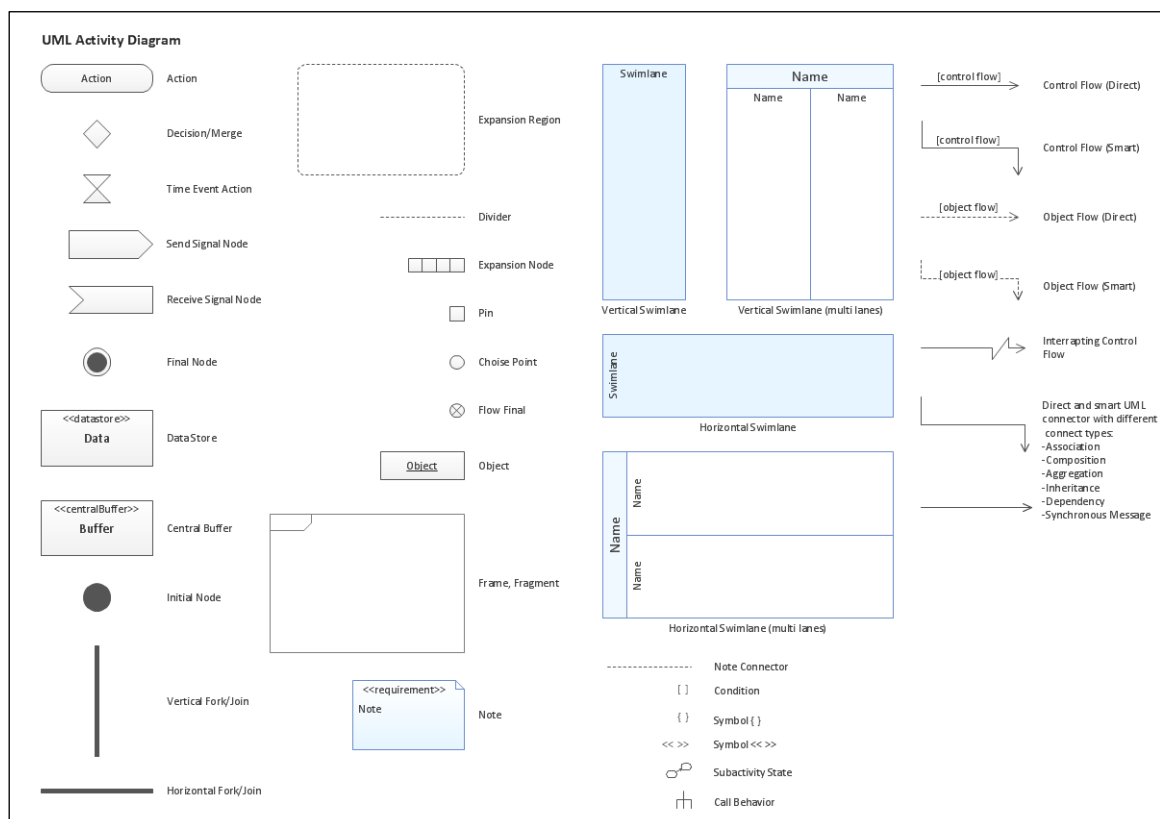 UML Activity Diagram
Action
Action
Decision/Merge
Time Event Action
Send Signal Node
Receive Signal Node
Final Node
<<datastore>>
Data
DataStore
<<centralBuffer>>
Buffer
Central Buffer
Initial Node
Vertical Fork/Join
Horizontal Fork/Join
Expansion Region
Divider
Expansion Node
Pin
Choise Point
Flow Final
Object
Object
Frame, Fragment
<<requirement>>
Note
Note
Swimlane
Vertical Swimlane
Name
Name
Name
Vertical Swimlane (multi lanes)
Swimlane
Horizontal Swimlane
Name
Name
Name
Horizontal Swimlane (multi lanes)
Note Connector
[ ]
Condition
{ }
Symbol { }
<< >>
Symbol << >>
Subactivity State
Call Behavior
[control flow]
Control Flow (Direct)
[control flow]
Control Flow (Smart)
[object flow]
Object Flow (Direct)
[object flow]
Object Flow (Smart)
Interrapting Control
Flow
Direct and smart UML
connector with different
connect types:
-Association
-Composition
-Aggregation
-Inheritance
-Dependency
-Synchronous Message